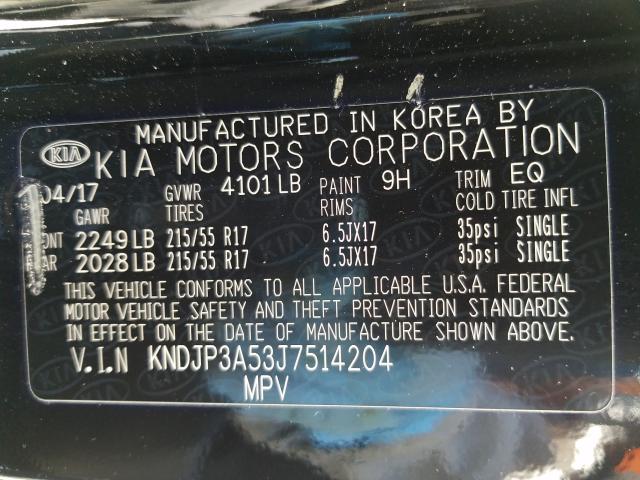 MANUFACTURED IN KOREA BY
KIA KIA MOTORS CORPORATION
04/17 GVWR 4101 LB PAINT 9H TRIM EQ
GAWR TIRES RIMS COLD TIRE INFL
2249 LB 215/55 R17 6.5JX17 35psi SINGLE
2028 LB 215/55 R17 6.5JX17 35psi SINGLE
THIS VEHICLE CONFORMS TO ALL APPLICABLE U.S.A. FEDERAL
MOTOR VEHICLE SAFETY AND THEFT PREVENTION STANDARDS
IN EFFECT ON THE DATE OF MANUFACTURE SHOWN ABOVE.
V.I.N KNDJP3A53J7514204
MPV